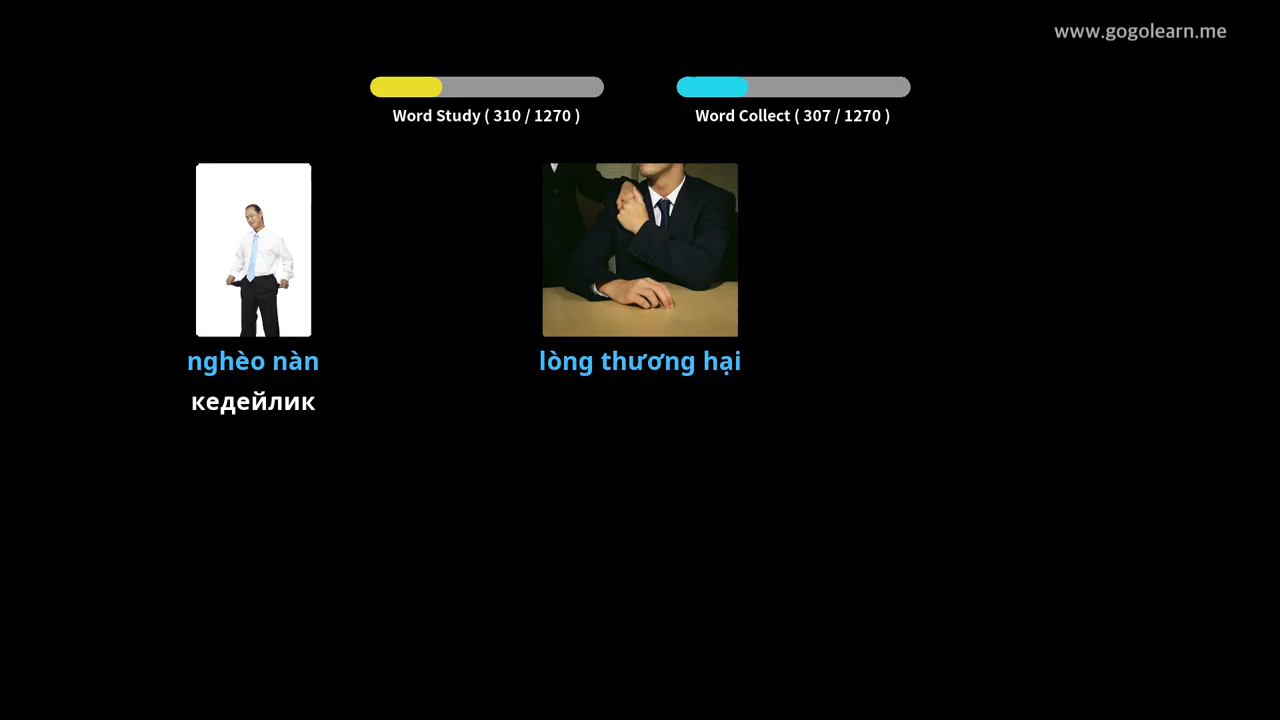 www.gogolearn.me
Word Study ( 310 / 1270 )
Word Collect ( 307 / 1270 )
nghèo nàn
lòng thương hại
кедейлик